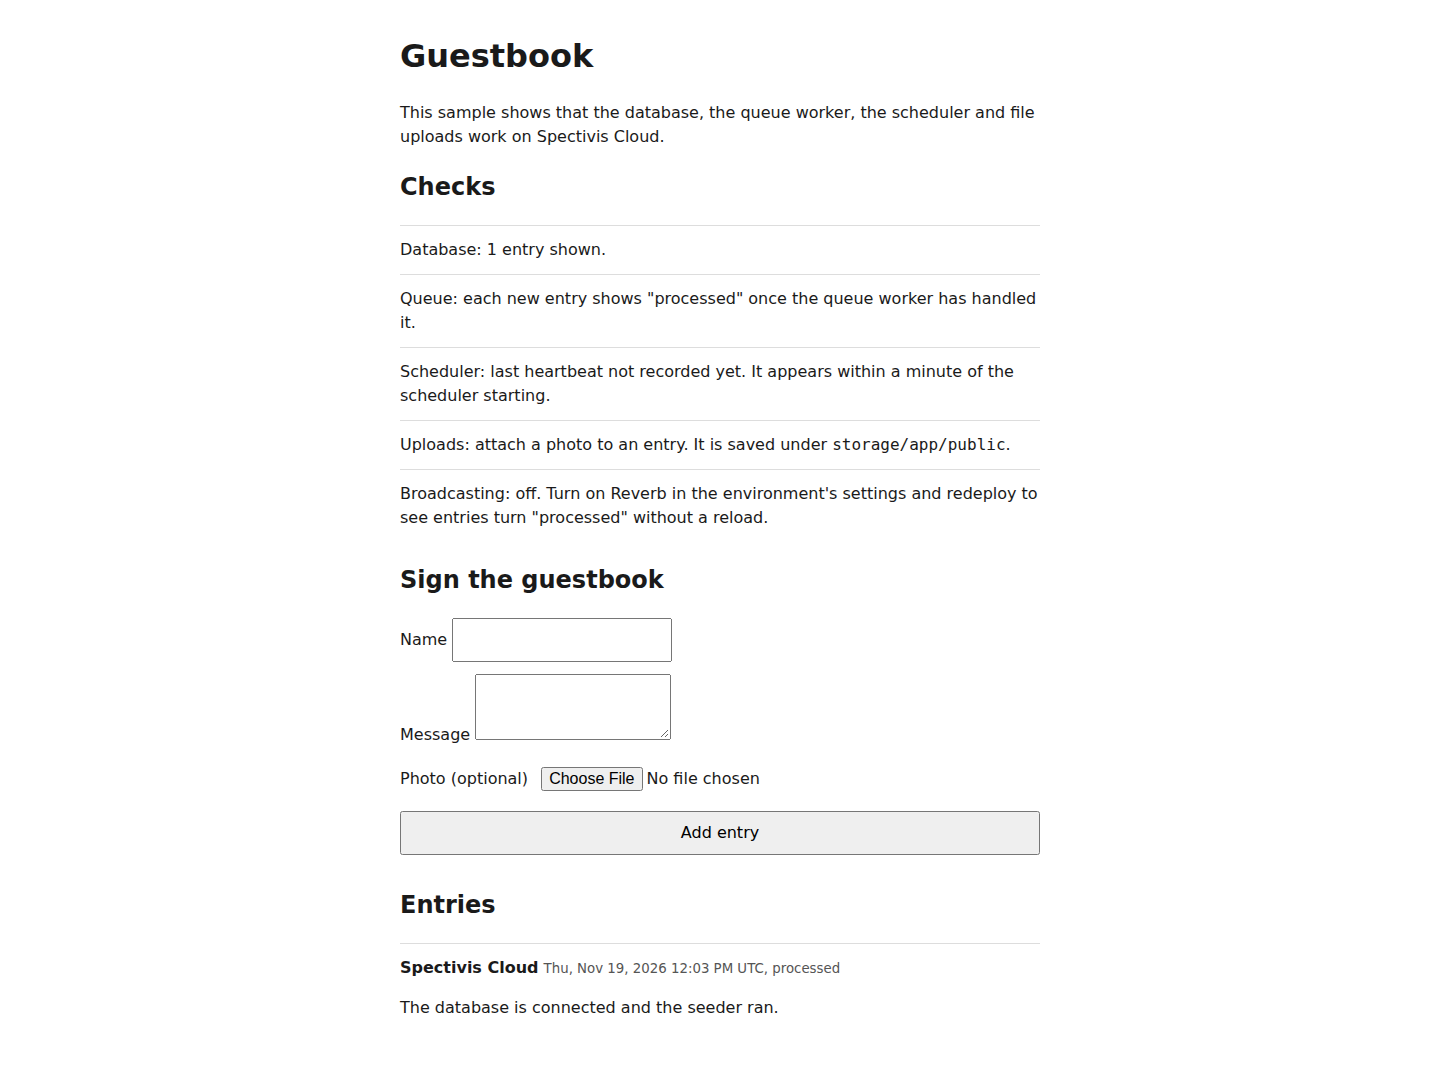 Guestbook
This sample shows that the database, the queue worker, the scheduler and file
uploads work on Spectivis Cloud.
Checks
Database: 1 entry shown.
Queue: each new entry shows "processed" once the queue worker has handled
it.
Scheduler: last heartbeat not recorded yet. It appears within a minute of the
scheduler starting.
Uploads: attach a photo to an entry. It is saved under storage/app/public.
Broadcasting: off. Turn on Reverb in the environment's settings and redeploy to
see entries turn "processed" without a reload.
Sign the guestbook
Name
Message
Photo (optional) Choose File No file chosen
Add entry
Entries
Spectivis Cloud Thu, Nov 19, 2026 12:03 PM UTC, processed
The database is connected and the seeder ran.